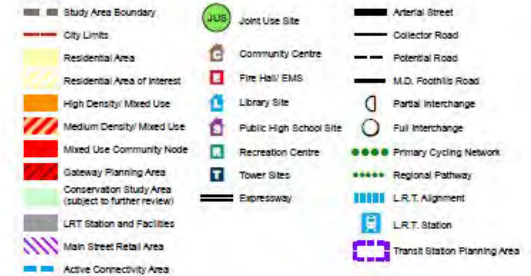 Study Area Boundary
City Limits
Residential Area
Residential Area of Interest
High Density/ Mixed Use
Medium Density/ Mixed Use
Mixed Use Community Node
Gateway Planning Area
Conservation Study Area
(subject to further review)
LRT Station and Facilities
Main Street Retail Area
Active Connectivity Area
JUS Joint Use Site
C Community Centre
E Fire Hall/ EMS
L Library Site
S Public High School Site
R Recreation Centre
T Tower Sites
Expressway
Arterial Street
Collector Road
Potential Road
M.D. Foothills Road
Partial Interchange
Full Interchange
Primary Cycling Network
Regional Pathway
L.R.T. Alignment
L.R.T. Station
Transit Station Planning Area